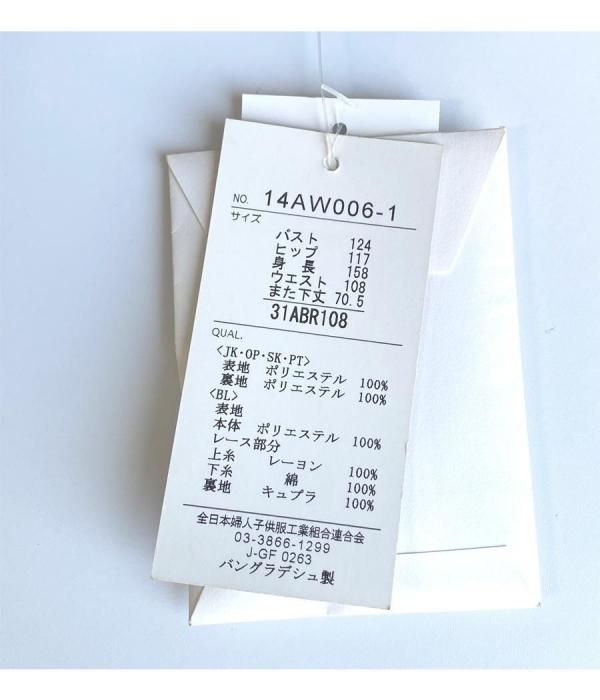 NO. 14AW006-1
サイズ
バスト 124
ヒップ 117
身 長 158
ウエスト 108
また下丈 70.5
31ABR108
QUAL.
<JK・OP・SK・PT>
表地 ポリエステル 100%
裏地 ポリエステル 100%
<BL>
表地
本体 ポリエステル 100%
レース部分
上糸 レーヨン 100%
下糸 綿 100%
裏地 キュプラ 100%
全日本婦人子供服工業組合連合会
03-3866-1299
J-GF 0263
バングラデシュ製